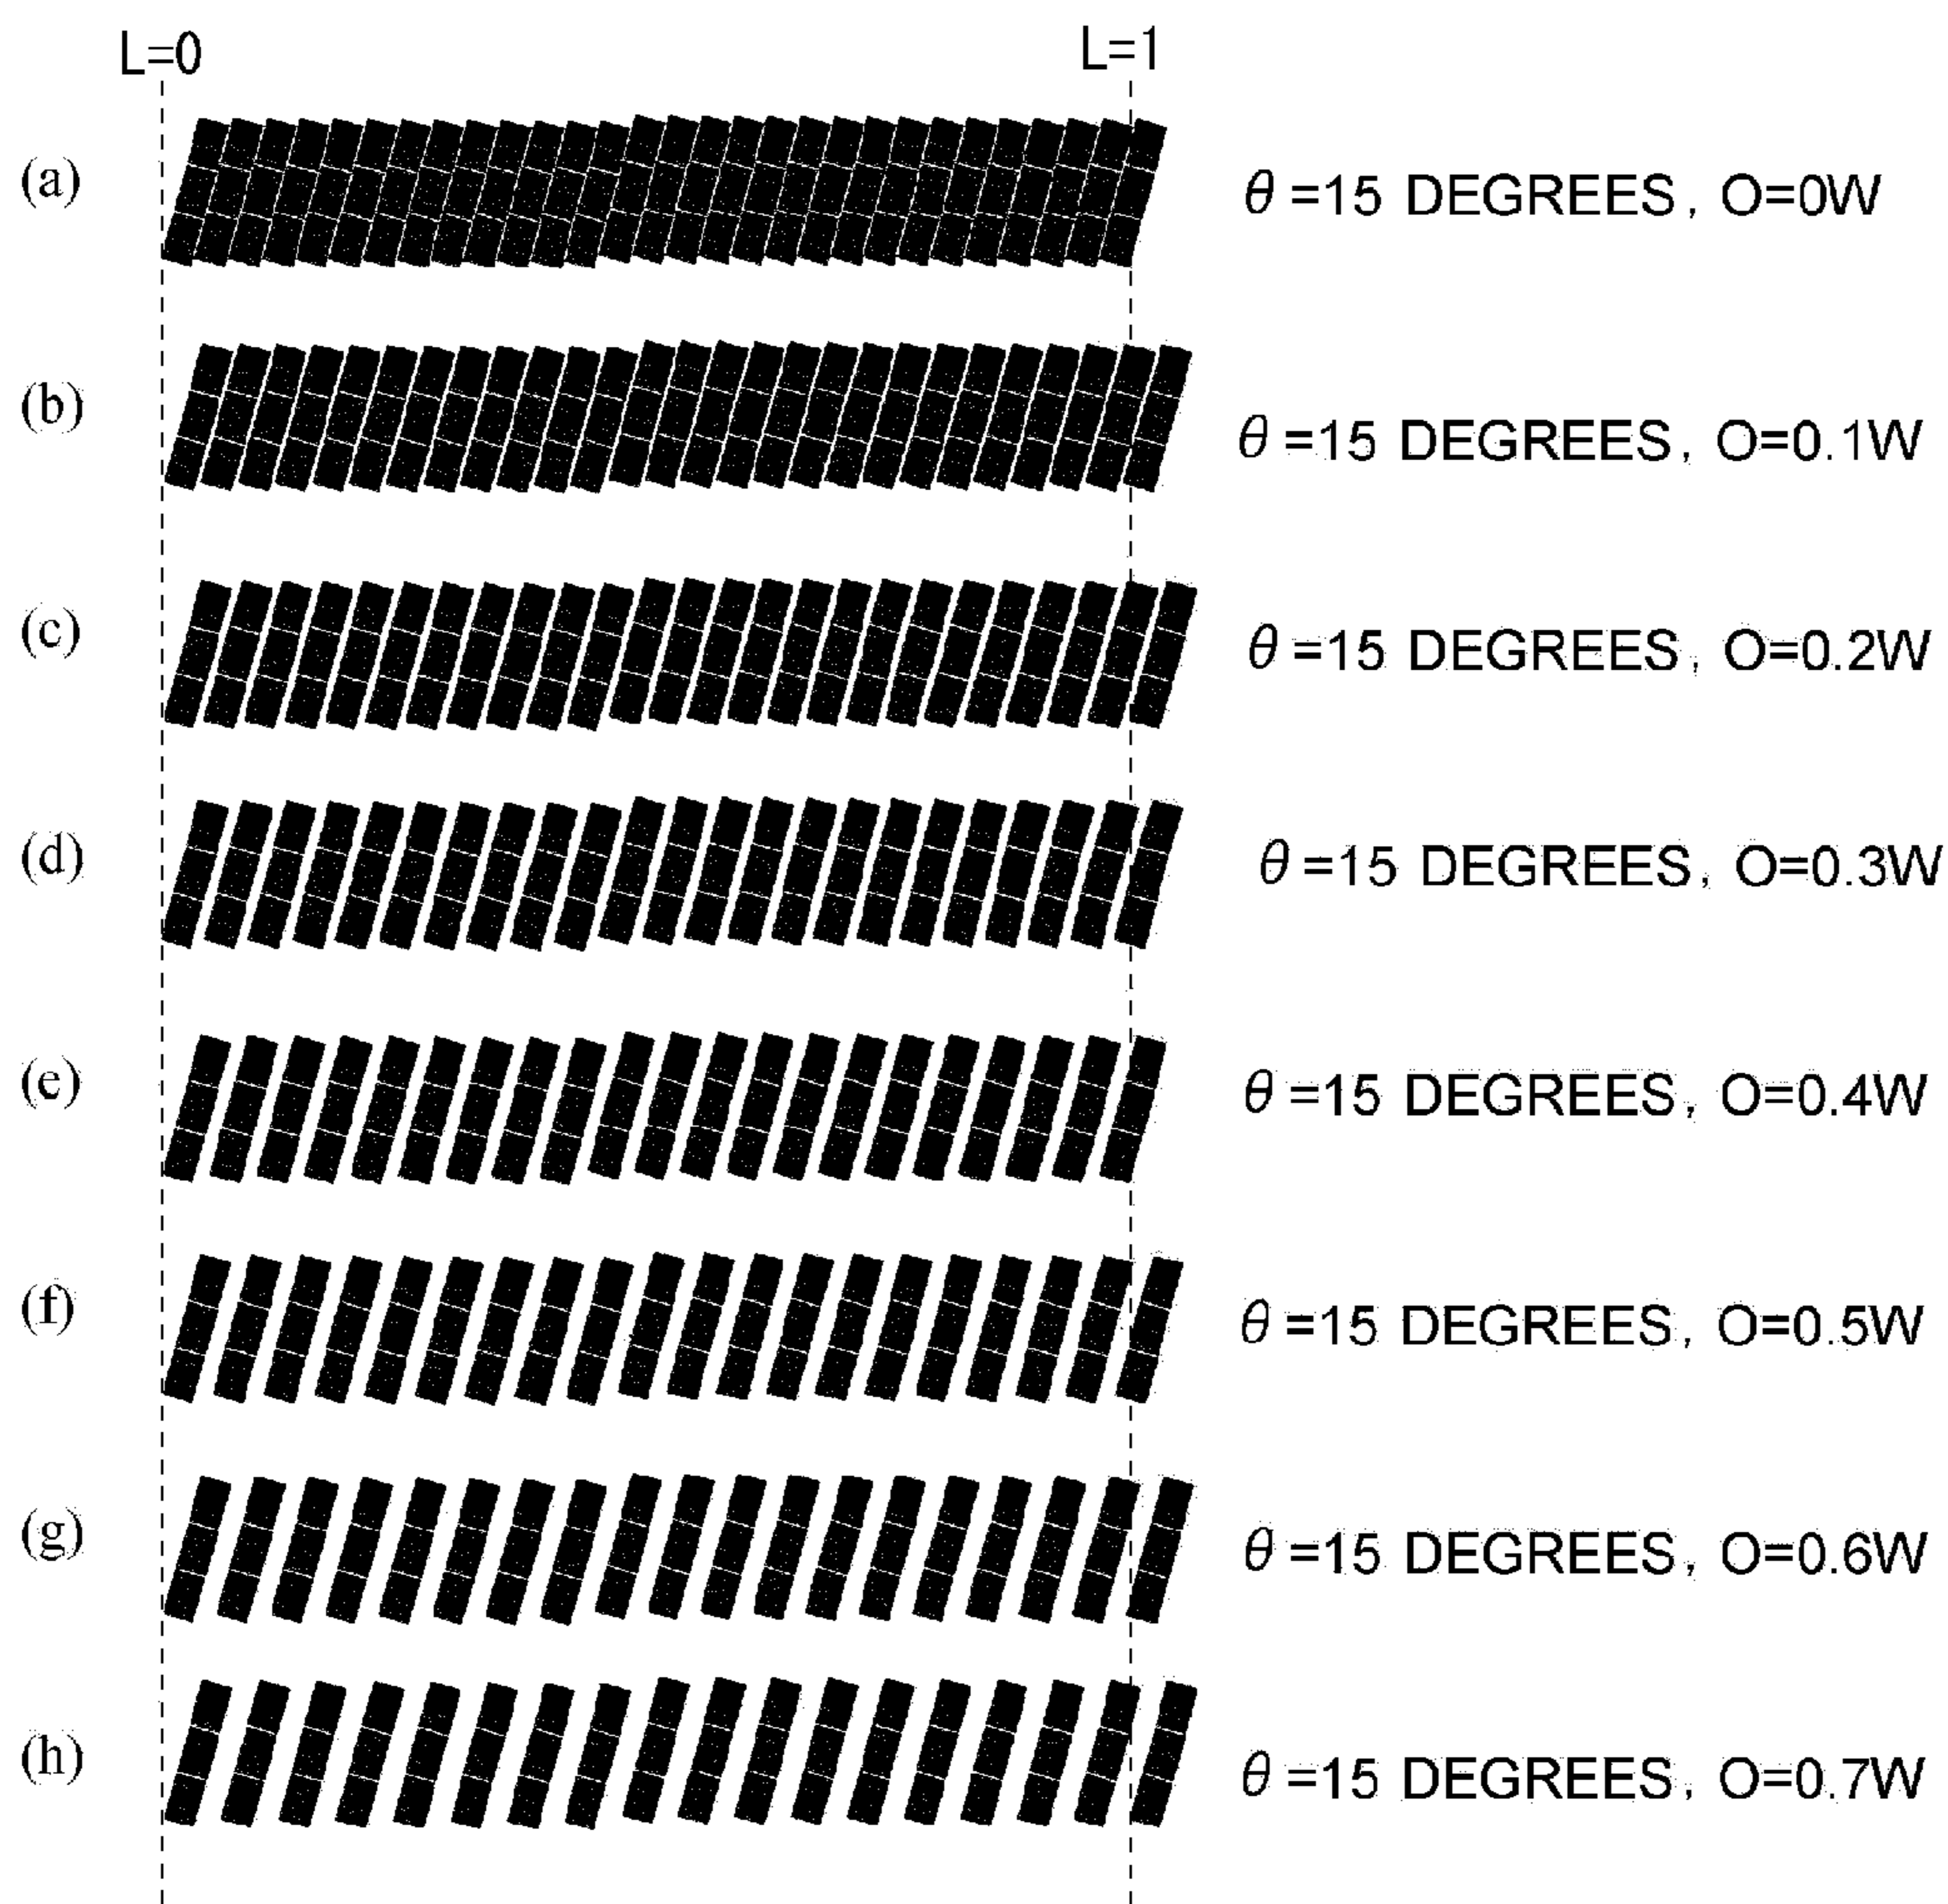 L=0 L=1
(a) θ =15 DEGREES, O=0W
(b) θ =15 DEGREES, O=0.1W
(c) θ =15 DEGREES, O=0.2W
(d) θ =15 DEGREES, O=0.3W
(e) θ =15 DEGREES, O=0.4W
(f) θ =15 DEGREES, O=0.5W
(g) θ =15 DEGREES, O=0.6W
(h) θ =15 DEGREES, O=0.7W